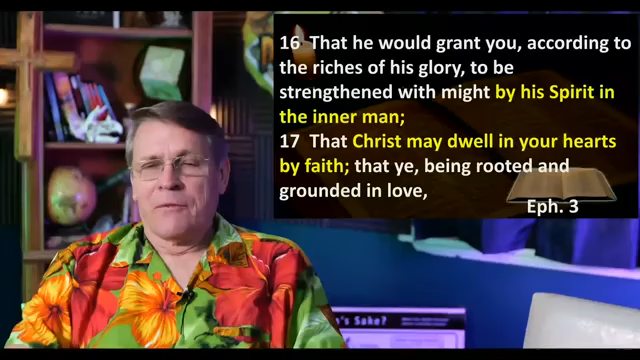 16  That he would grant you, according to
the riches of his glory, to be
strengthened with might by his Spirit in
the inner man;
17  That Christ may dwell in your hearts
by faith; that ye, being rooted and
grounded in love,
Eph. 3
's Sake?